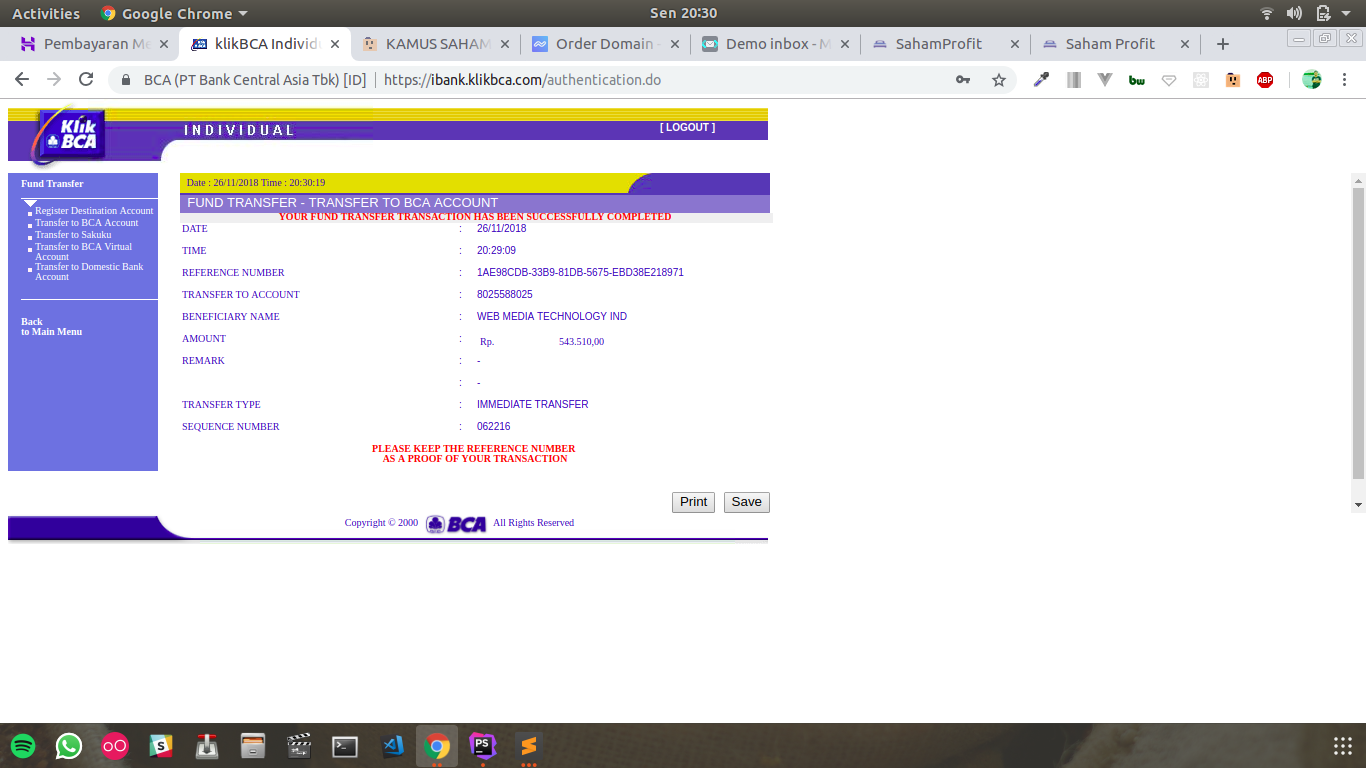 Activities
Google Chrome
Sen 20:30
Pembayaran Me
klikBCA Individu
KAMUS SAHAM
Order Domain -
Demo inbox - M
SahamProfit
Saham Profit
BCA (PT Bank Central Asia Tbk) [ID]
https://ibank.klikbca.com/authentication.do
bw
ABP
Klik
BCA
INDIVIDUAL
[ LOGOUT ]
Fund Transfer
Register Destination Account
Transfer to BCA Account
Transfer to Sakuku
Transfer to BCA Virtual
Account
Transfer to Domestic Bank
Account
Back
to Main Menu
Date : 26/11/2018 Time : 20:30:19
FUND TRANSFER - TRANSFER TO BCA ACCOUNT
YOUR FUND TRANSFER TRANSACTION HAS BEEN SUCCESSFULLY COMPLETED
DATE : 26/11/2018
TIME : 20:29:09
REFERENCE NUMBER : 1AE98CDB-33B9-81DB-5675-EBD38E218971
TRANSFER TO ACCOUNT : 8025588025
BENEFICIARY NAME : WEB MEDIA TECHNOLOGY IND
AMOUNT : Rp. 543.510,00
REMARK : -
: -
TRANSFER TYPE : IMMEDIATE TRANSFER
SEQUENCE NUMBER : 062216
PLEASE KEEP THE REFERENCE NUMBER
AS A PROOF OF YOUR TRANSACTION
Print
Save
Copyright © 2000 BCA All Rights Reserved
S
PS